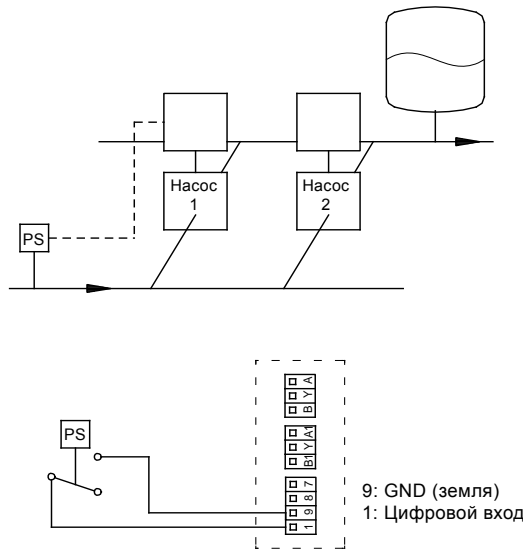 Насос
1
Насос
2
PS
PS
A
Y
B
A1
Y
B1
7
8
9
1
9: GND (земля)
1: Цифровой вход